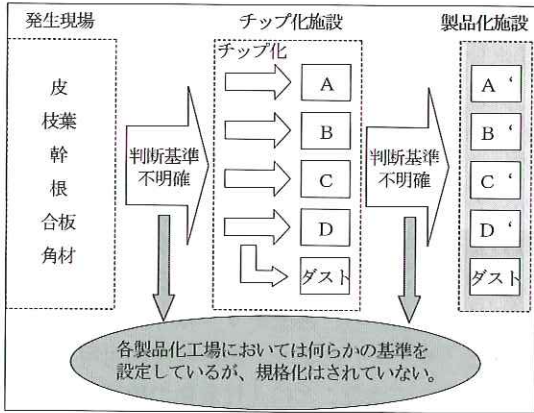 発生現場
皮
枝葉
幹
根
合板
角材
判断基準
不明確
チップ化施設
チップ化
A
B
C
D
ダスト
判断基準
不明確
製品化施設
A‘
B‘
C‘
D‘
ダスト
各製品化工場においては何らかの基準を
設定しているが、規格化はされていない。